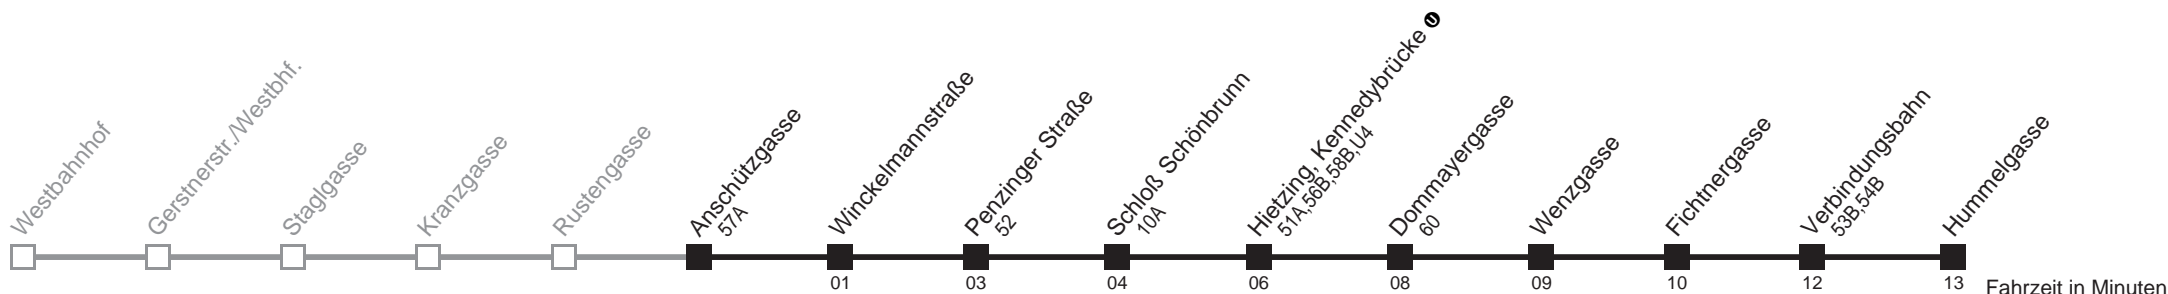 Westbahnhof
Gerstnerstr./Westbhf.
Staglgasse
Kranzgasse
Rustengasse
Anschützgasse
57A
Winckelmannstraße
Penzinger Straße
52
Schloß Schönbrunn
10A
Hietzing, Kennedybrücke U
51A,56B,58B,U4
Dommayergasse
60
Wenzgasse
Fichtnergasse
Verbindungsbahn
53B,54B
Hummelgasse
01 03 04 06 08 09 10 12 13 Fahrzeit in Minuten